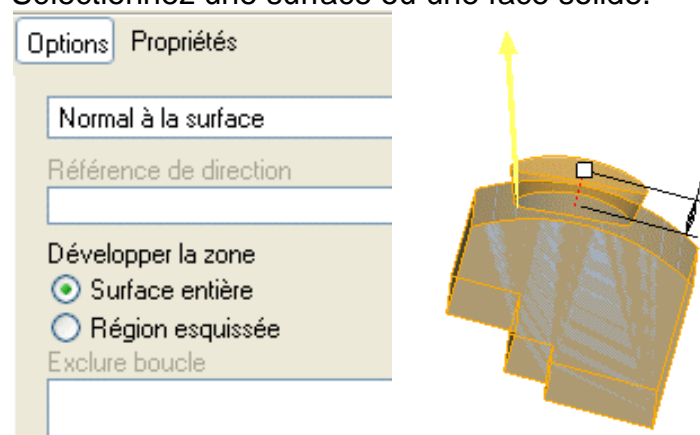 Sélectionnez une surface ou une face solide.
Options Propriétés
Normal à la surface
Référence de direction
Développer la zone
Surface entière
Région esquissée
Exclure boucle